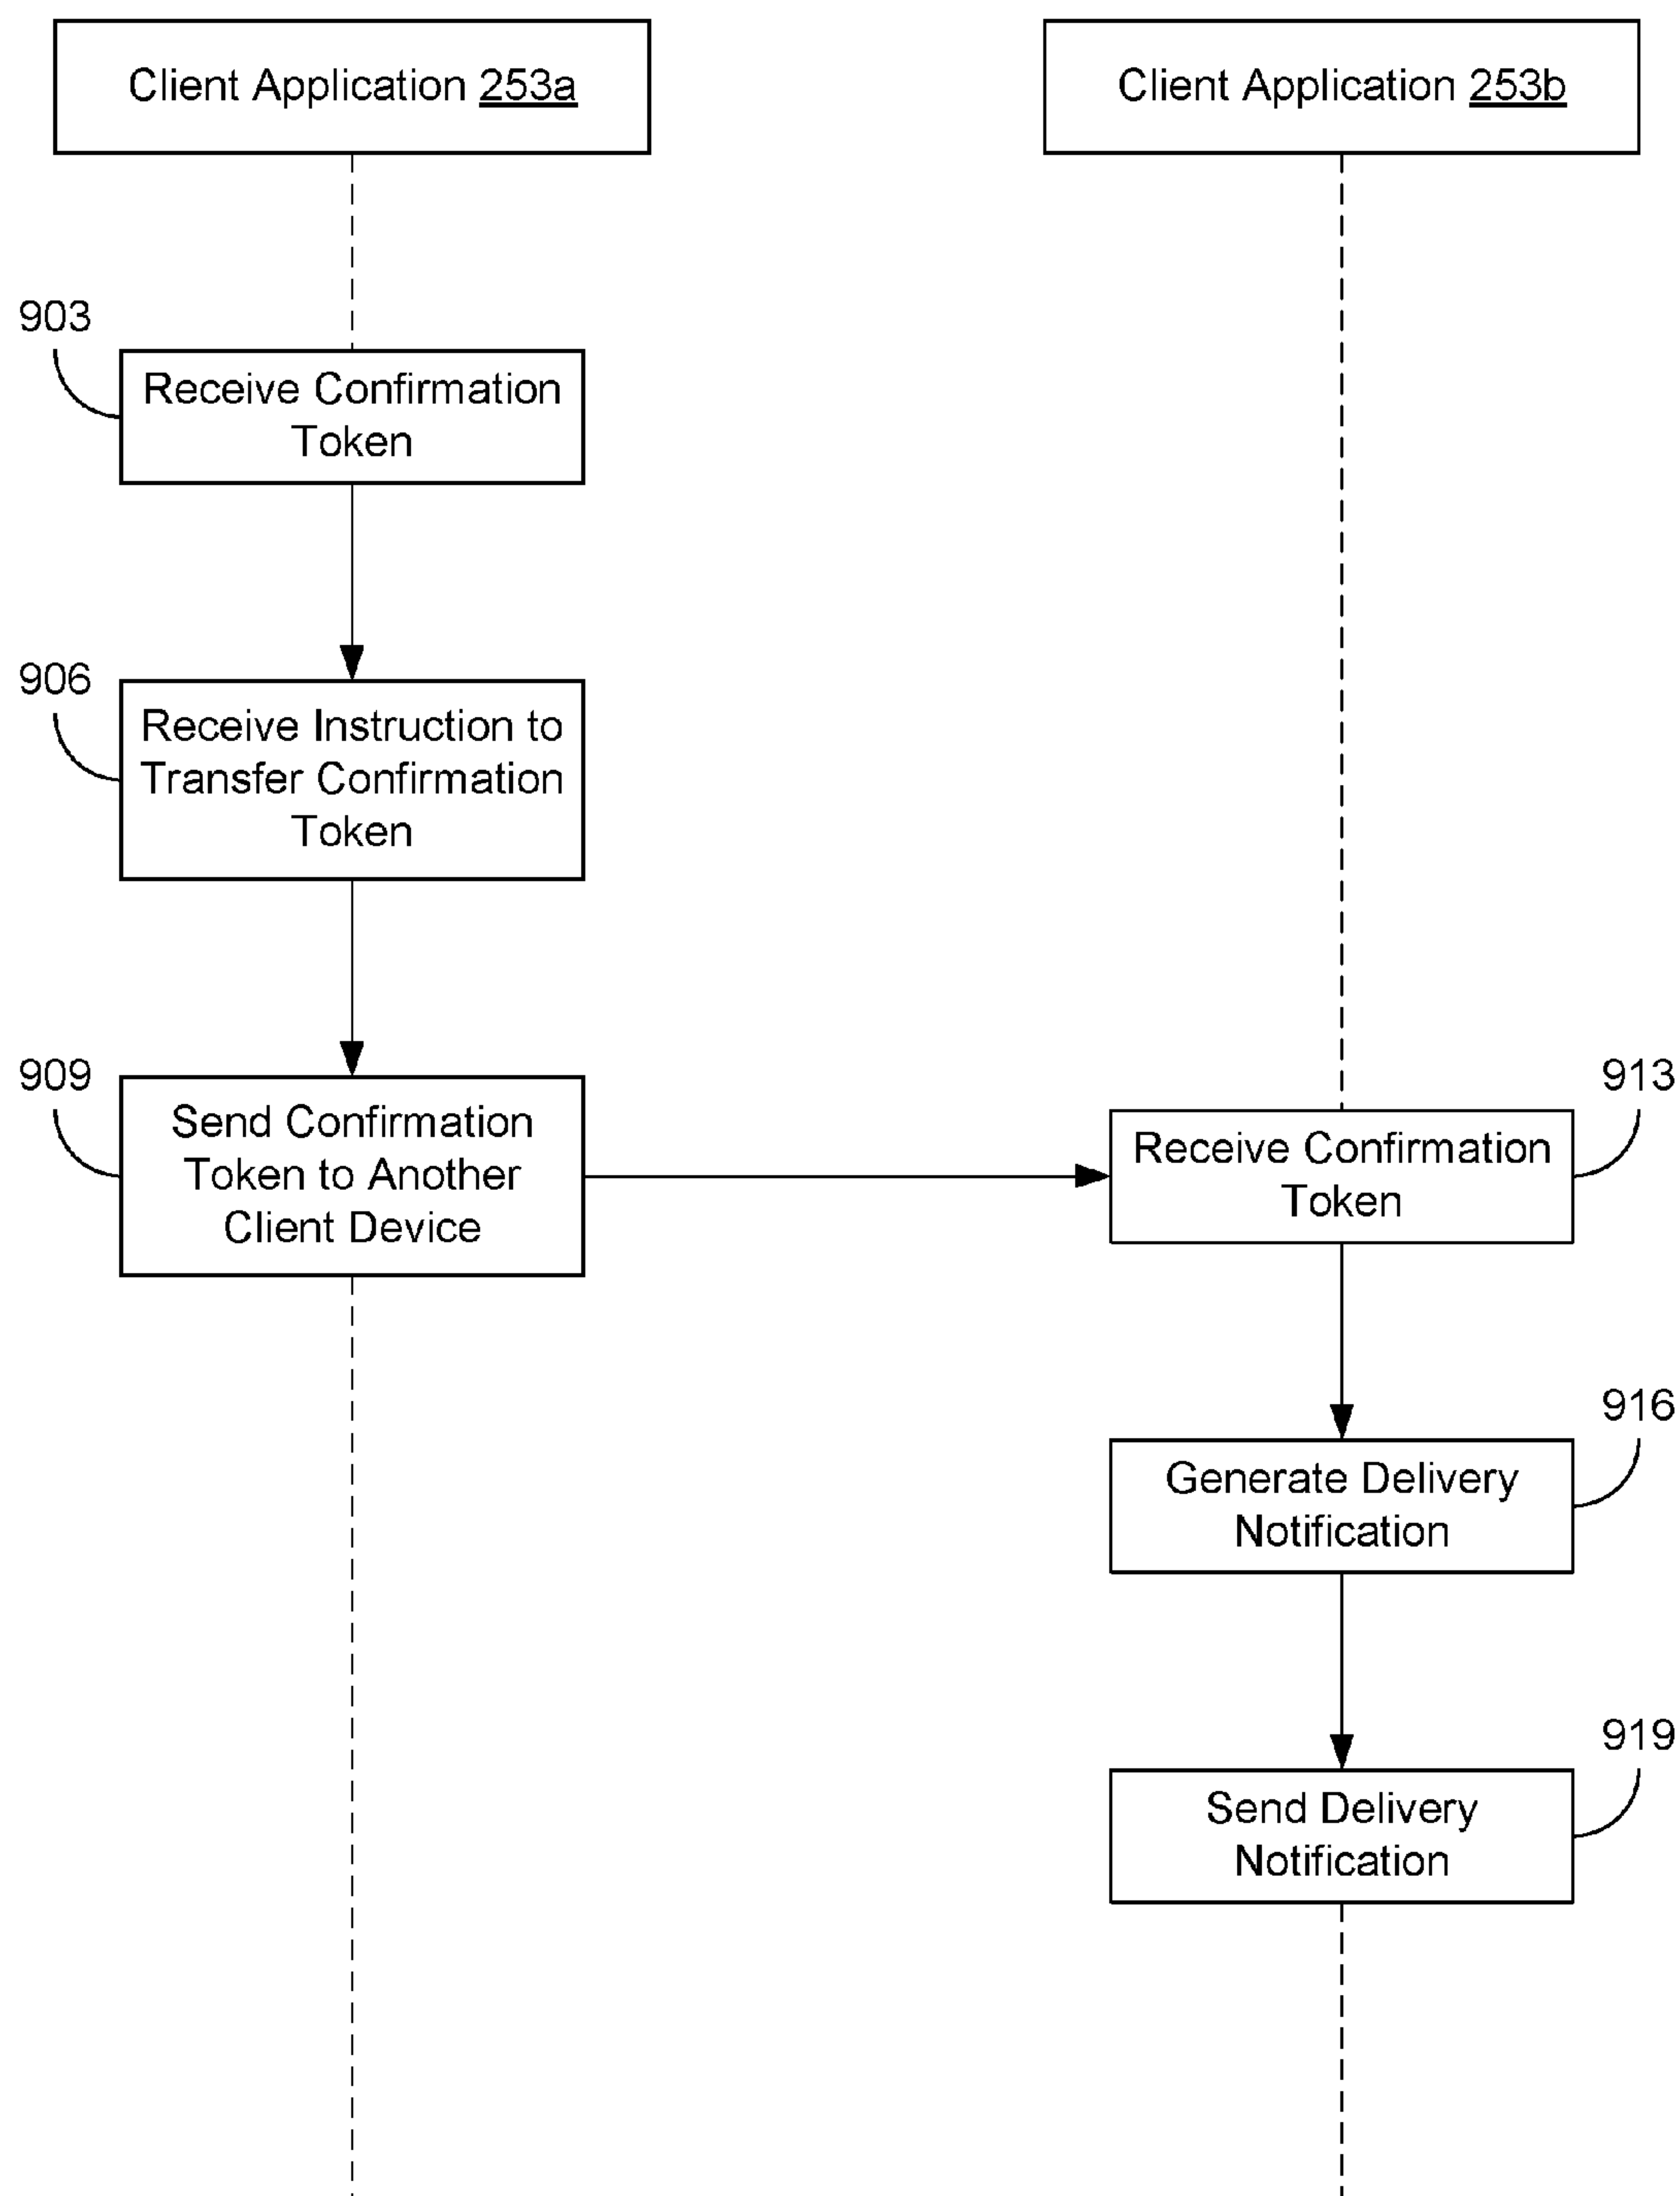 Client Application 253a
Client Application 253b
903
Receive Confirmation
Token
906
Receive Instruction to
Transfer Confirmation
Token
909
Send Confirmation
Token to Another
Client Device
913
Receive Confirmation
Token
916
Generate Delivery
Notification
919
Send Delivery
Notification